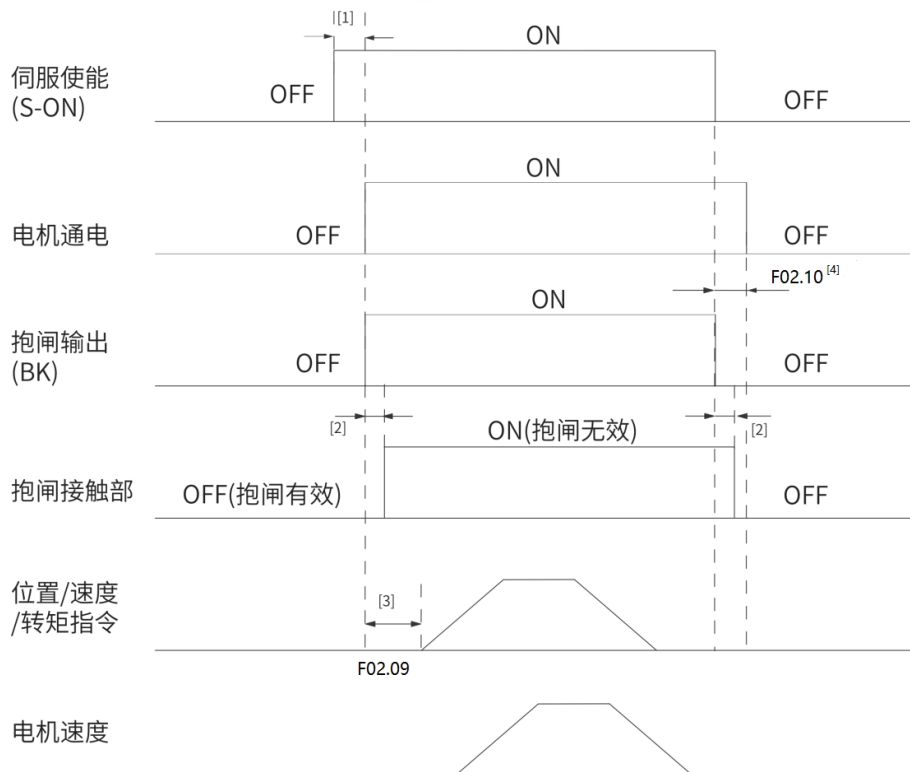 [1]
ON
伺服使能
(S-ON)
OFF
OFF
ON
电机通电
OFF
OFF
F02.10 [4]
ON
抱闸输出
(BK)
OFF
OFF
[2]
ON(抱闸无效)
[2]
抱闸接触部
OFF(抱闸有效)
OFF
位置/速度
/转矩指令
[3]
F02.09
电机速度